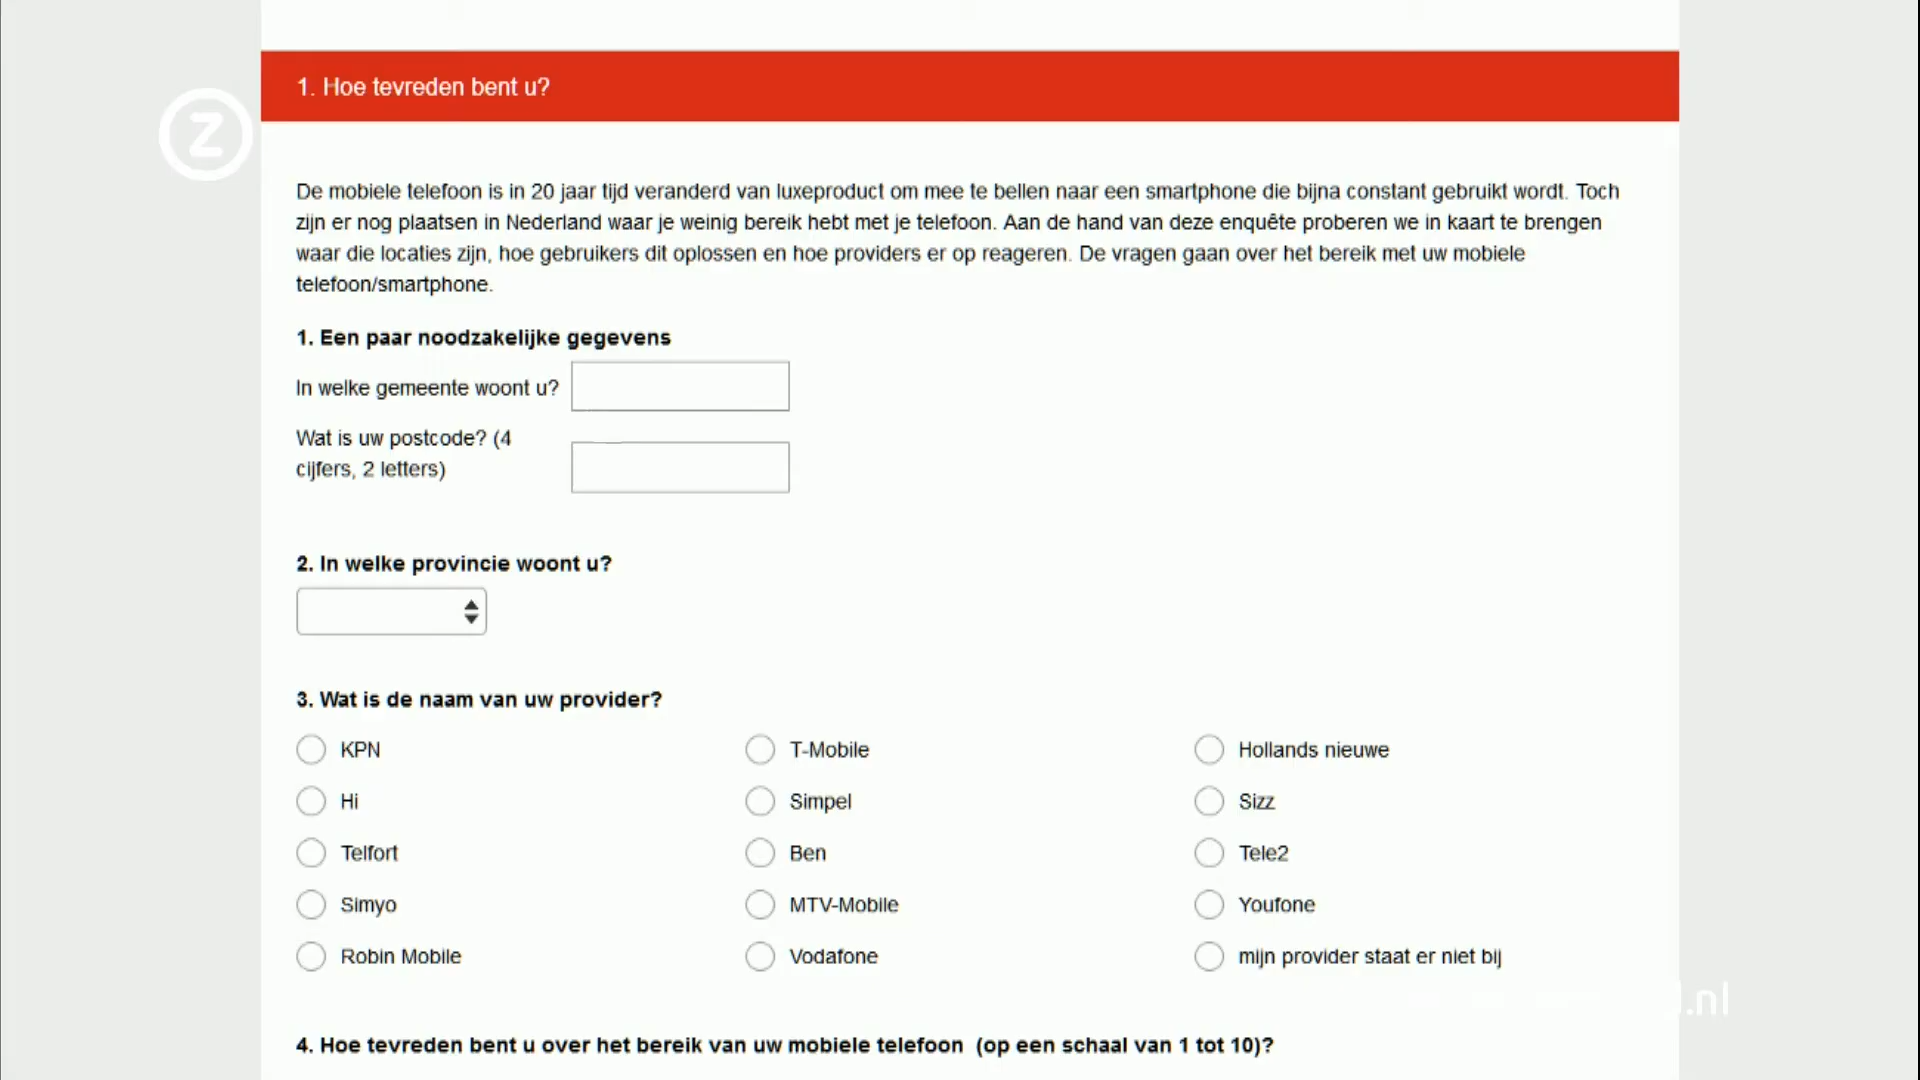 1. Hoe tevreden bent u?
Z
De mobiele telefoon is in 20 jaar tijd veranderd van luxeproduct om mee te bellen naar een smartphone die bijna constant gebruikt wordt. Toch
zijn er nog plaatsen in Nederland waar je weinig bereik hebt met je telefoon. Aan de hand van deze enquête proberen we in kaart te brengen
waar die locaties zijn, hoe gebruikers dit oplossen en hoe providers er op reageren. De vragen gaan over het bereik met uw mobiele
telefoon/smartphone.
1. Een paar noodzakelijke gegevens
In welke gemeente woont u?
Wat is uw postcode? (4
cijfers, 2 letters)
2. In welke provincie woont u?
3. Wat is de naam van uw provider?
KPN T-Mobile Hollands nieuwe
Hi Simpel Sizz
Telfort Ben Tele2
Simyo MTV-Mobile Youfone
Robin Mobile Vodafone mijn provider staat er niet bij
.nl
4. Hoe tevreden bent u over het bereik van uw mobiele telefoon (op een schaal van 1 tot 10)?